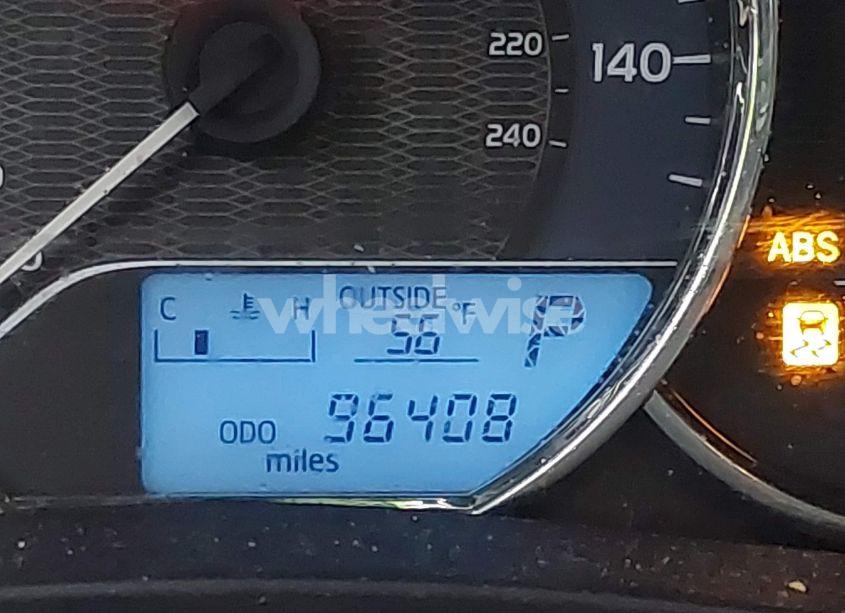 220
140
240
ABS
C H OUTSIDE °F
wheelwise
56
P
ODO 96408
miles